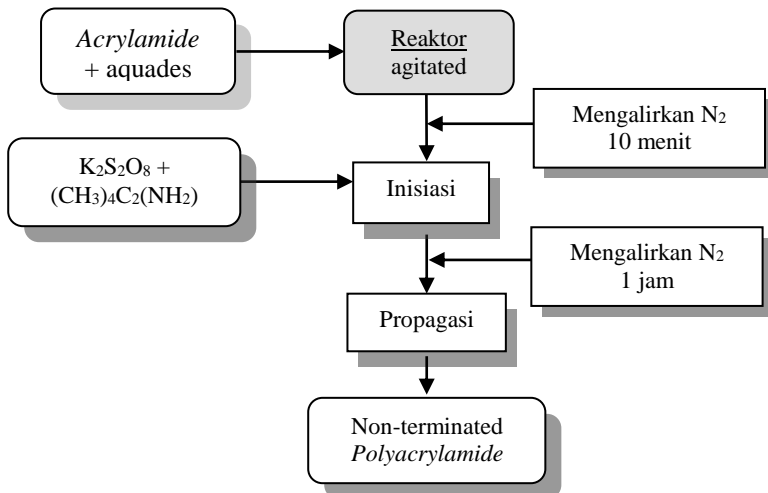 Acrylamide
+ aquades
Reaktor
agitated
Mengalirkan N₂
10 menit
K₂S₂O₈ +
(CH₃)₄C₂(NH₂)
Inisiasi
Mengalirkan N₂
1 jam
Propagasi
Non-terminated
Polyacrylamide